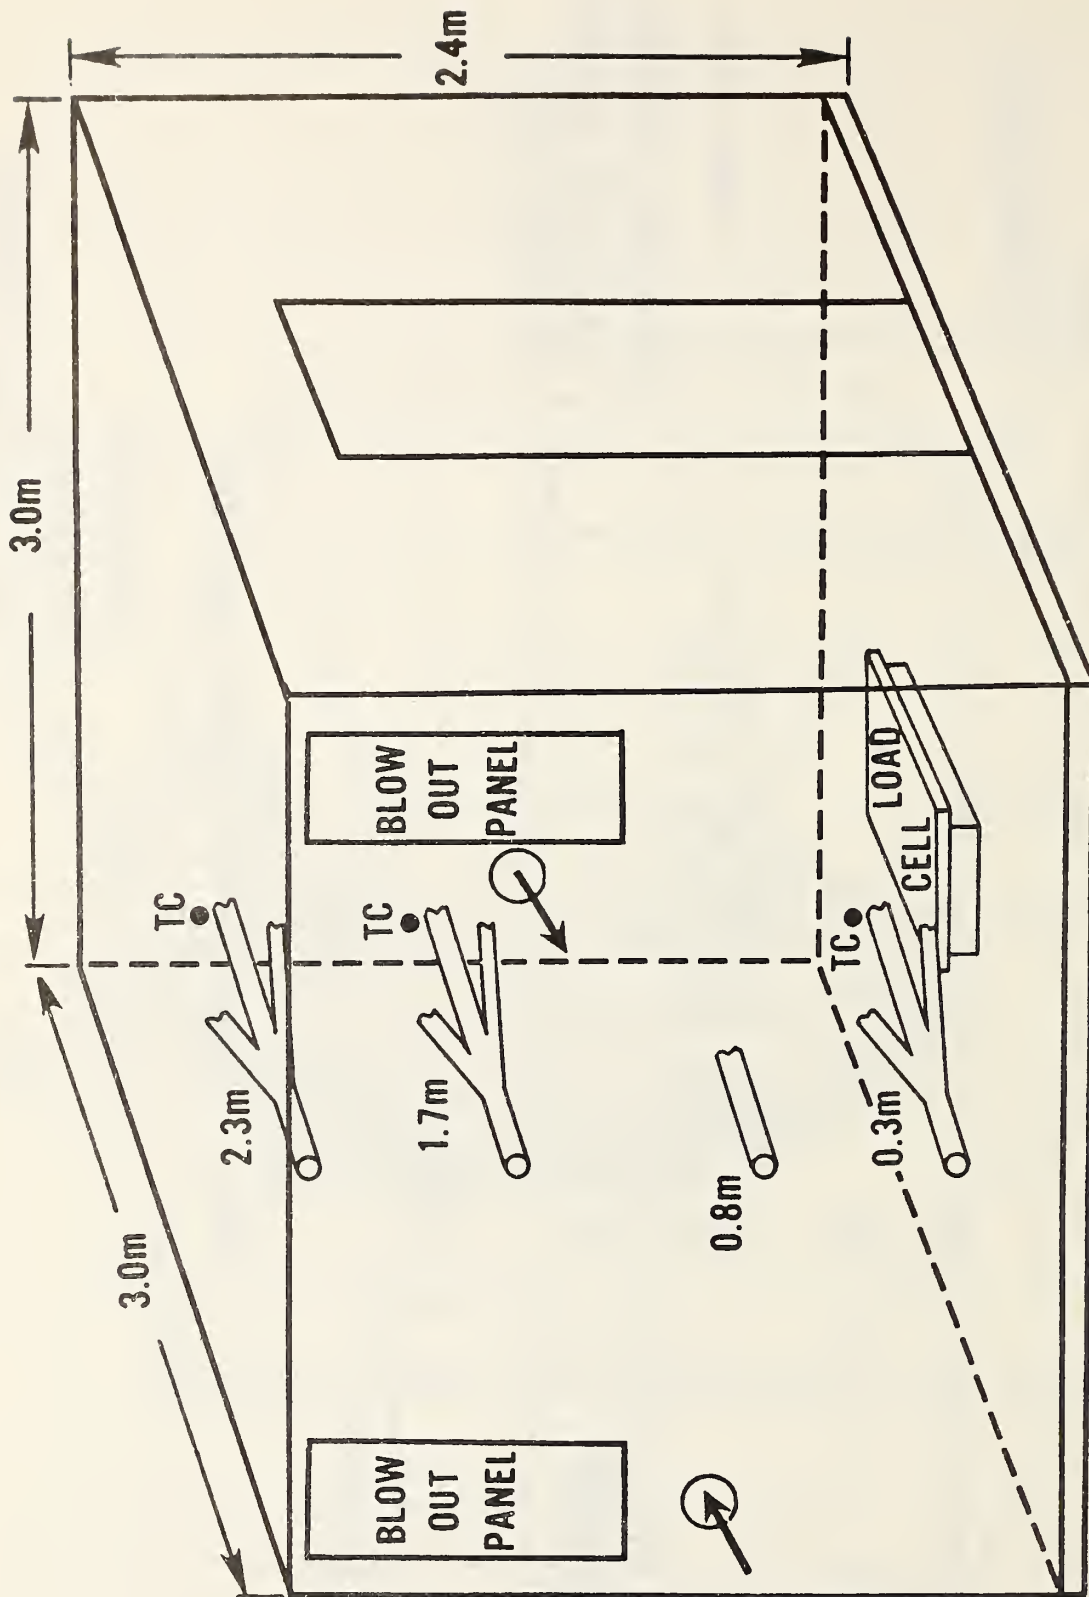 3.0m
2.4m
3.0m
TC
2.3m
BLOW
OUT
PANEL
TC
1.7m
BLOW
OUT
PANEL
0.8m
TC
0.3m
LOAD
CELL